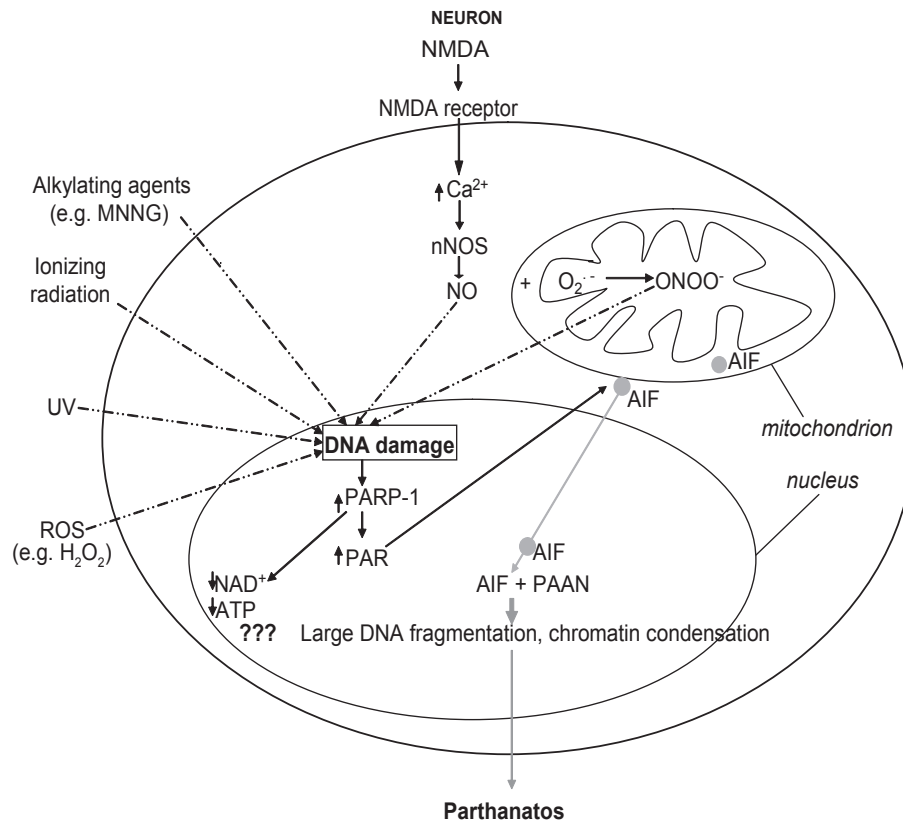 NEURON
NMDA
NMDA receptor
Alkylating agents
(e.g. MNNG)
Ca²⁺
nNOS
Ionizing
radiation
NO
+ O₂·⁻ ONOO⁻
AIF
AIF
UV
mitochondrion
DNA damage
nucleus
PARP-1
ROS
(e.g. H₂O₂)
PAR
AIF
NAD⁺
AIF + PAAN
ATP
??? Large DNA fragmentation, chromatin condensation
Parthanatos